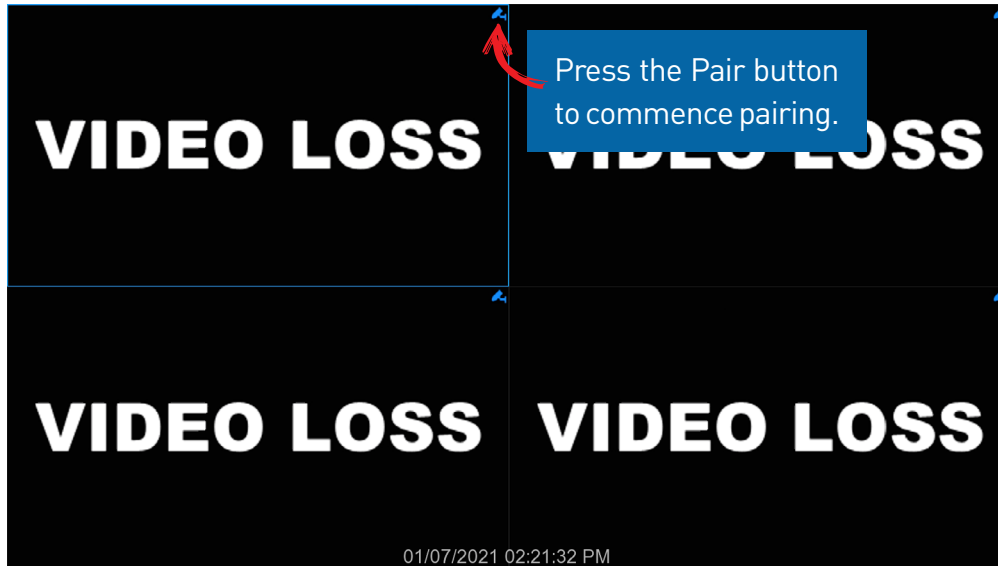 VIDEO LOSS
Press the Pair button
to commence pairing.
VIDEO LOSS
VIDEO LOSS
VIDEO LOSS
01/07/2021 02:21:32 PM